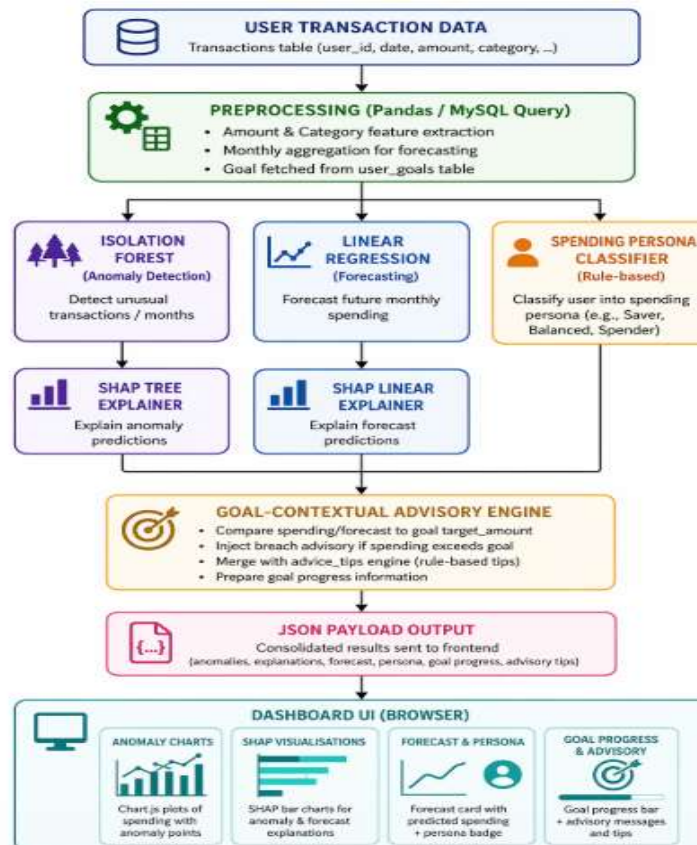 USER TRANSACTION DATA
Transactions table (user_id, date, amount, category, ...)
PREPROCESSING (Pandas / MySQL Query)
• Amount & Category feature extraction
• Monthly aggregation for forecasting
• Goal fetched from user_goals table
ISOLATION
FOREST
(Anomaly Detection)
Detect unusual
transactions / months
LINEAR
REGRESSION
(Forecasting)
Forecast future monthly
spending
SPENDING PERSONA
CLASSIFIER
(Rule-based)
Classify user into spending
persona (e.g., Saver,
Balanced, Spender)
SHAP TREE
EXPLAINER
Explain anomaly
predictions
SHAP LINEAR
EXPLAINER
Explain forecast
predictions
GOAL-CONTEXTUAL ADVISORY ENGINE
• Compare spending/forecast to goal target_amount
• Inject breach advisory if spending exceeds goal
• Merge with advice_tips engine (rule-based tips)
• Prepare goal progress information
{...}
JSON PAYLOAD OUTPUT
Consolidated results sent to frontend
(anomalies, explanations, forecast, persona, goal progress, advisory tips)
DASHBOARD UI (BROWSER)
ANOMALY CHARTS
Chart.js plots of
spending with
anomaly points
SHAP VISUALISATIONS
SHAP bar charts for
anomaly & forecast
explanations
FORECAST & PERSONA
Forecast card with
predicted spending
+ persona badge
GOAL PROGRESS
& ADVISORY
Goal progress bar
+ advisory messages
and tips